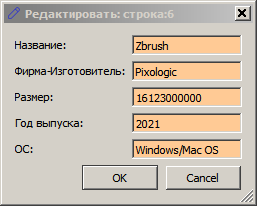 Редактировать: строка:6
Название: Zbrush
Фирма-Изготовитель: Pixologic
Размер: 16123000000
Год выпуска: 2021
ОС: Windows/Mac OS
OK Cancel